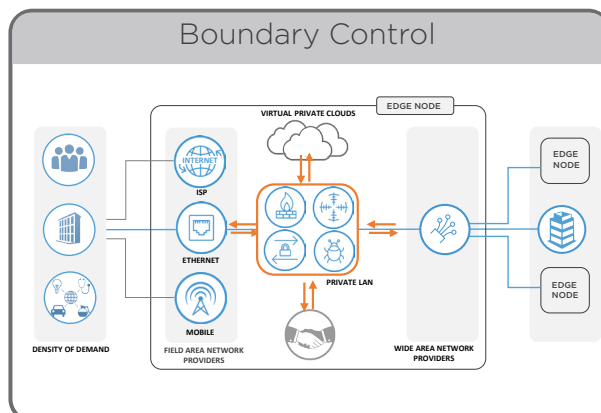 Boundary Control
EDGE NODE
VIRTUAL PRIVATE CLOUDS
INTERNET
ISP
ETHERNET
MOBILE
PRIVATE LAN
EDGE
NODE
EDGE
NODE
DENSITY OF DEMAND
FIELD AREA NETWORK
PROVIDERS
WIDE AREA NETWORK
PROVIDERS